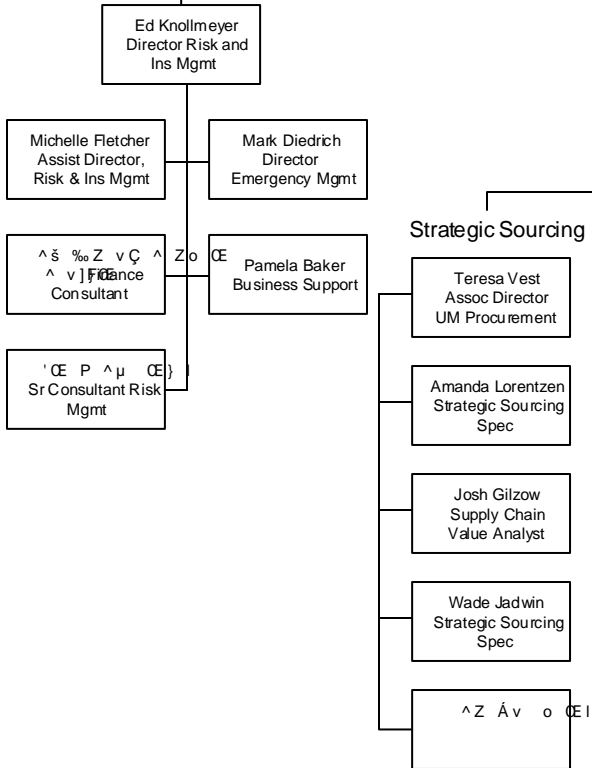 Ed Knollmeyer
Director Risk and
Ins Mgmt
Michelle Fletcher
Assist Director,
Risk & Ins Mgmt
Mark Diedrich
Director
Emergency Mgmt
Finance
Consultant
Pamela Baker
Business Support
Sr Consultant Risk
Mgmt
Strategic Sourcing
Teresa Vest
Assoc Director
UM Procurement
Amanda Lorentzen
Strategic Sourcing
Spec
Josh Gilzow
Supply Chain
Value Analyst
Wade Jadwin
Strategic Sourcing
Spec